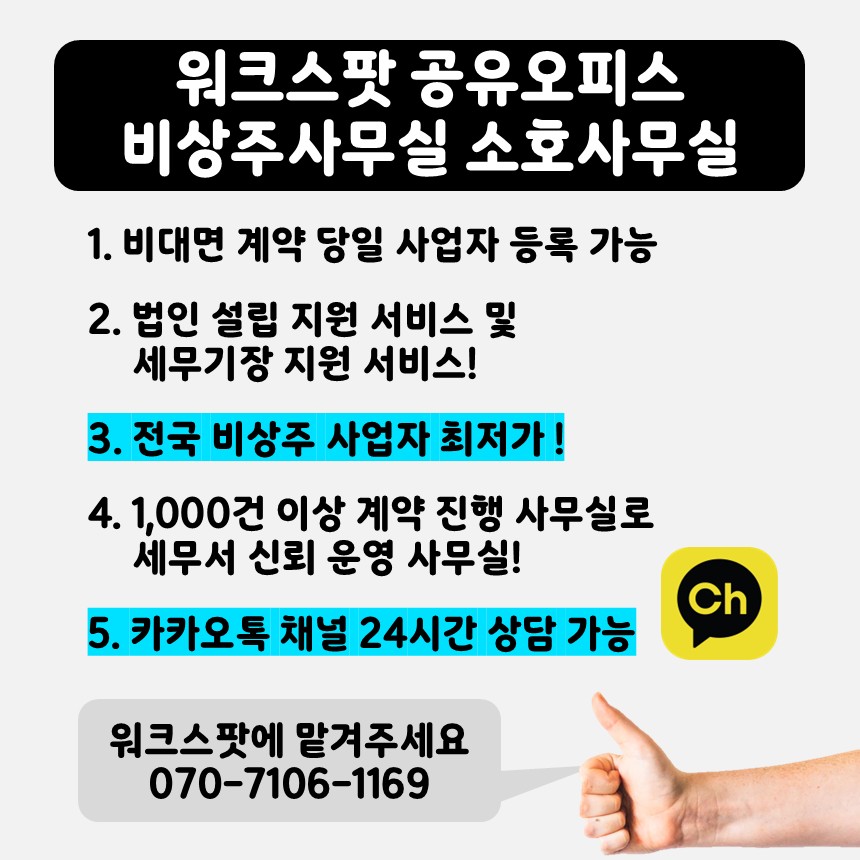 워크스팟 공유오피스
비상주사무실 소호사무실
1. 비대면 계약 당일 사업자 등록 가능
2. 법인 설립 지원 서비스 및
세무기장 지원 서비스!
3. 전국 비상주 사업자 최저가 !
4. 1,000건 이상 계약 진행 사무실로
세무서 신뢰 운영 사무실!
5. 카카오톡 채널 24시간 상담 가능
Ch
워크스팟에 맡겨주세요
070-7106-1169